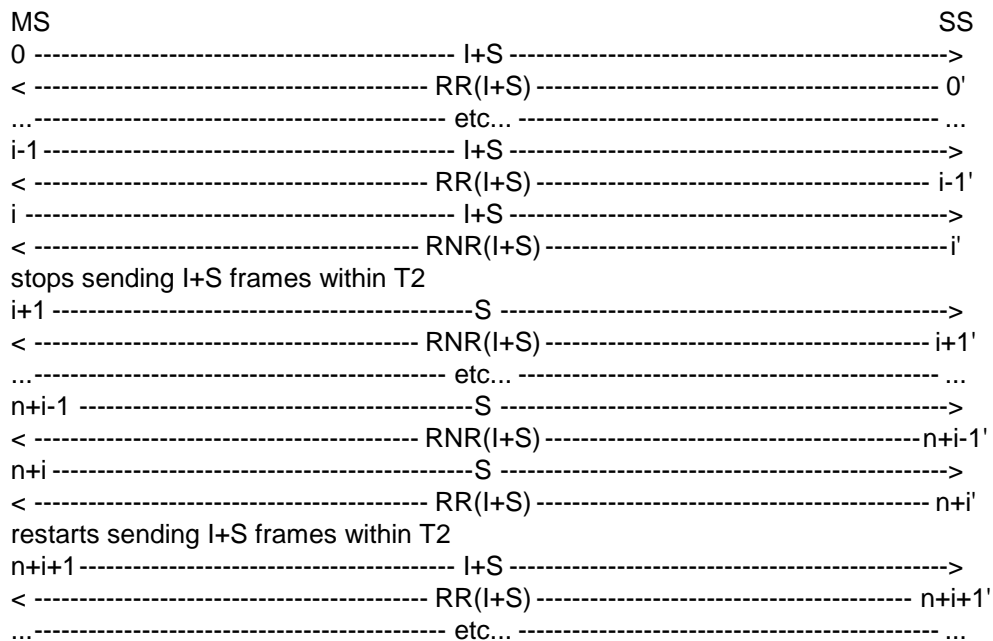 MS SS
0 ----------------------------------------------- I+S ------------------------------------------------->
< -------------------------------------------- RR(I+S) --------------------------------------------- 0'
...---------------------------------------------- etc... ----------------------------------------------- ...
i-1---------------------------------------------- I+S ------------------------------------------------->
< -------------------------------------------- RR(I+S) -------------------------------------------- i-1'
i ------------------------------------------------ I+S ------------------------------------------------->
< ------------------------------------------- RNR(I+S)---------------------------------------------i'
stops sending I+S frames within T2
i+1 -----------------------------------------------S -------------------------------------------------->
< ------------------------------------------- RNR(I+S)------------------------------------------- i+1'
...---------------------------------------------- etc... ----------------------------------------------- ...
n+i-1 --------------------------------------------S -------------------------------------------------->
< ------------------------------------------- RNR(I+S)------------------------------------------n+i-1'
n+i -----------------------------------------------S -------------------------------------------------->
< -------------------------------------------- RR(I+S) -------------------------------------------- n+i'
restarts sending I+S frames within T2
n+i+1------------------------------------------ I+S ------------------------------------------------->
< -------------------------------------------- RR(I+S) ------------------------------------------ n+i+1'
...---------------------------------------------- etc... ----------------------------------------------- ...